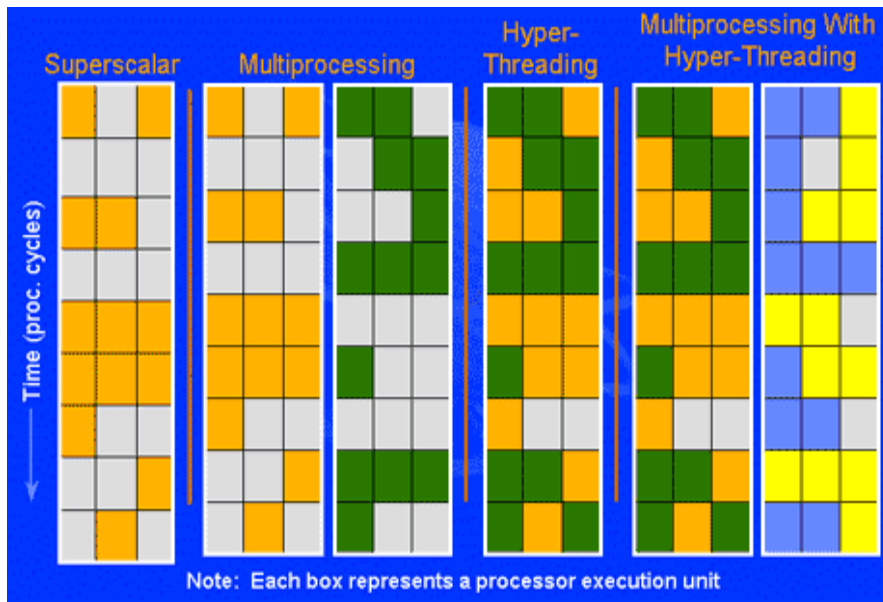 Superscalar
Multiprocessing
Hyper-
Threading
Multiprocessing With
Hyper-Threading
Time (proc. cycles)
Note: Each box represents a processor execution unit